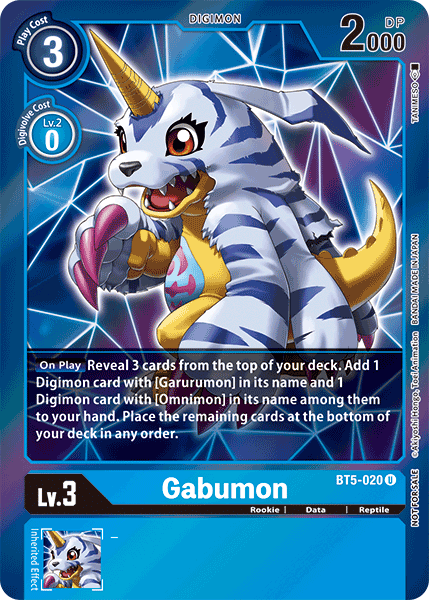 DIGIMON
Play Cost
3
DP
2000
Digivolve Cost
Lv.2
0
TANIMESO
On Play Reveal 3 cards from the top of your deck. Add 1
Digimon card with [Garurumon] in its name and 1
Digimon card with [Omnimon] in its name among them
to your hand. Place the remaining cards at the bottom of
your deck in any order.
©Akiyoshi Hongo, Toei Animation BANDAI MADE IN JAPAN
NOT FOR SALE
Lv.3
Gabumon
BT5-020 U
Rookie | Data | Reptile
Inherited Effect
–